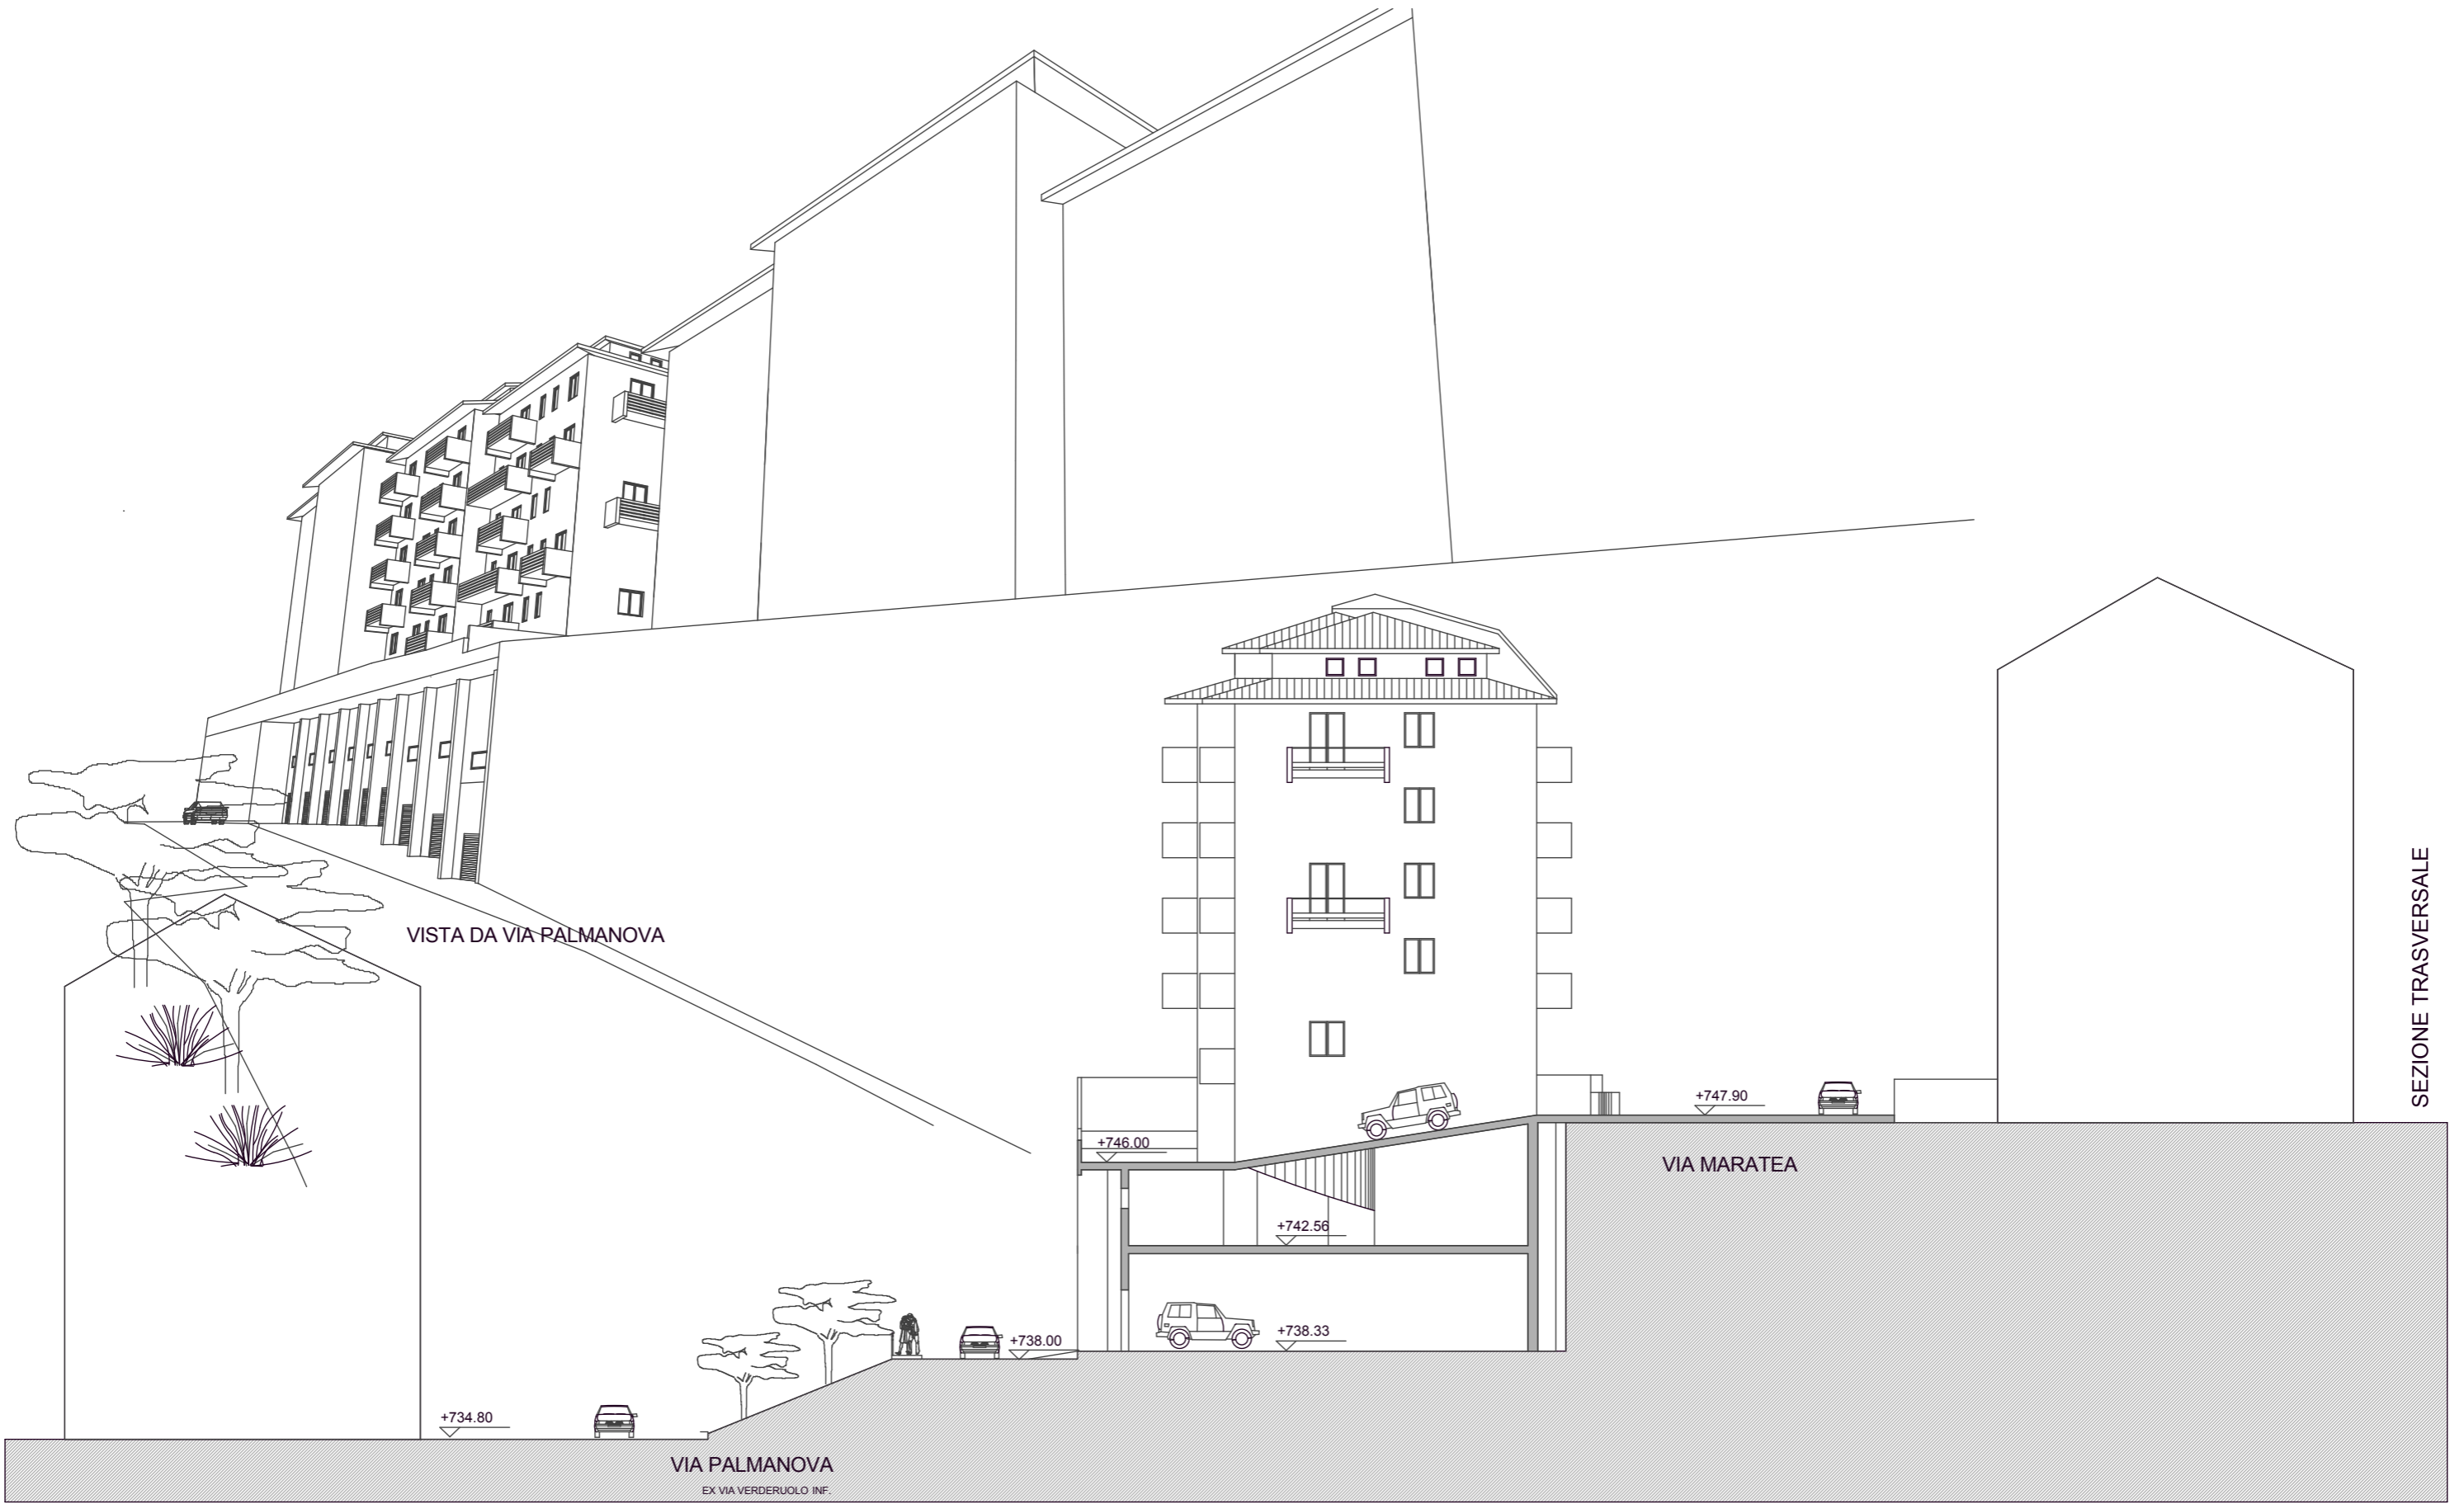 VISTA DA VIA PALMANOVA
SEZIONE TRASVERSALE
+747.90
+746.00
VIA MARATEA
+742.56
+738.33
+738.00
+734.80
VIA PALMANOVA
EX VIA VERDERUOLO INF.